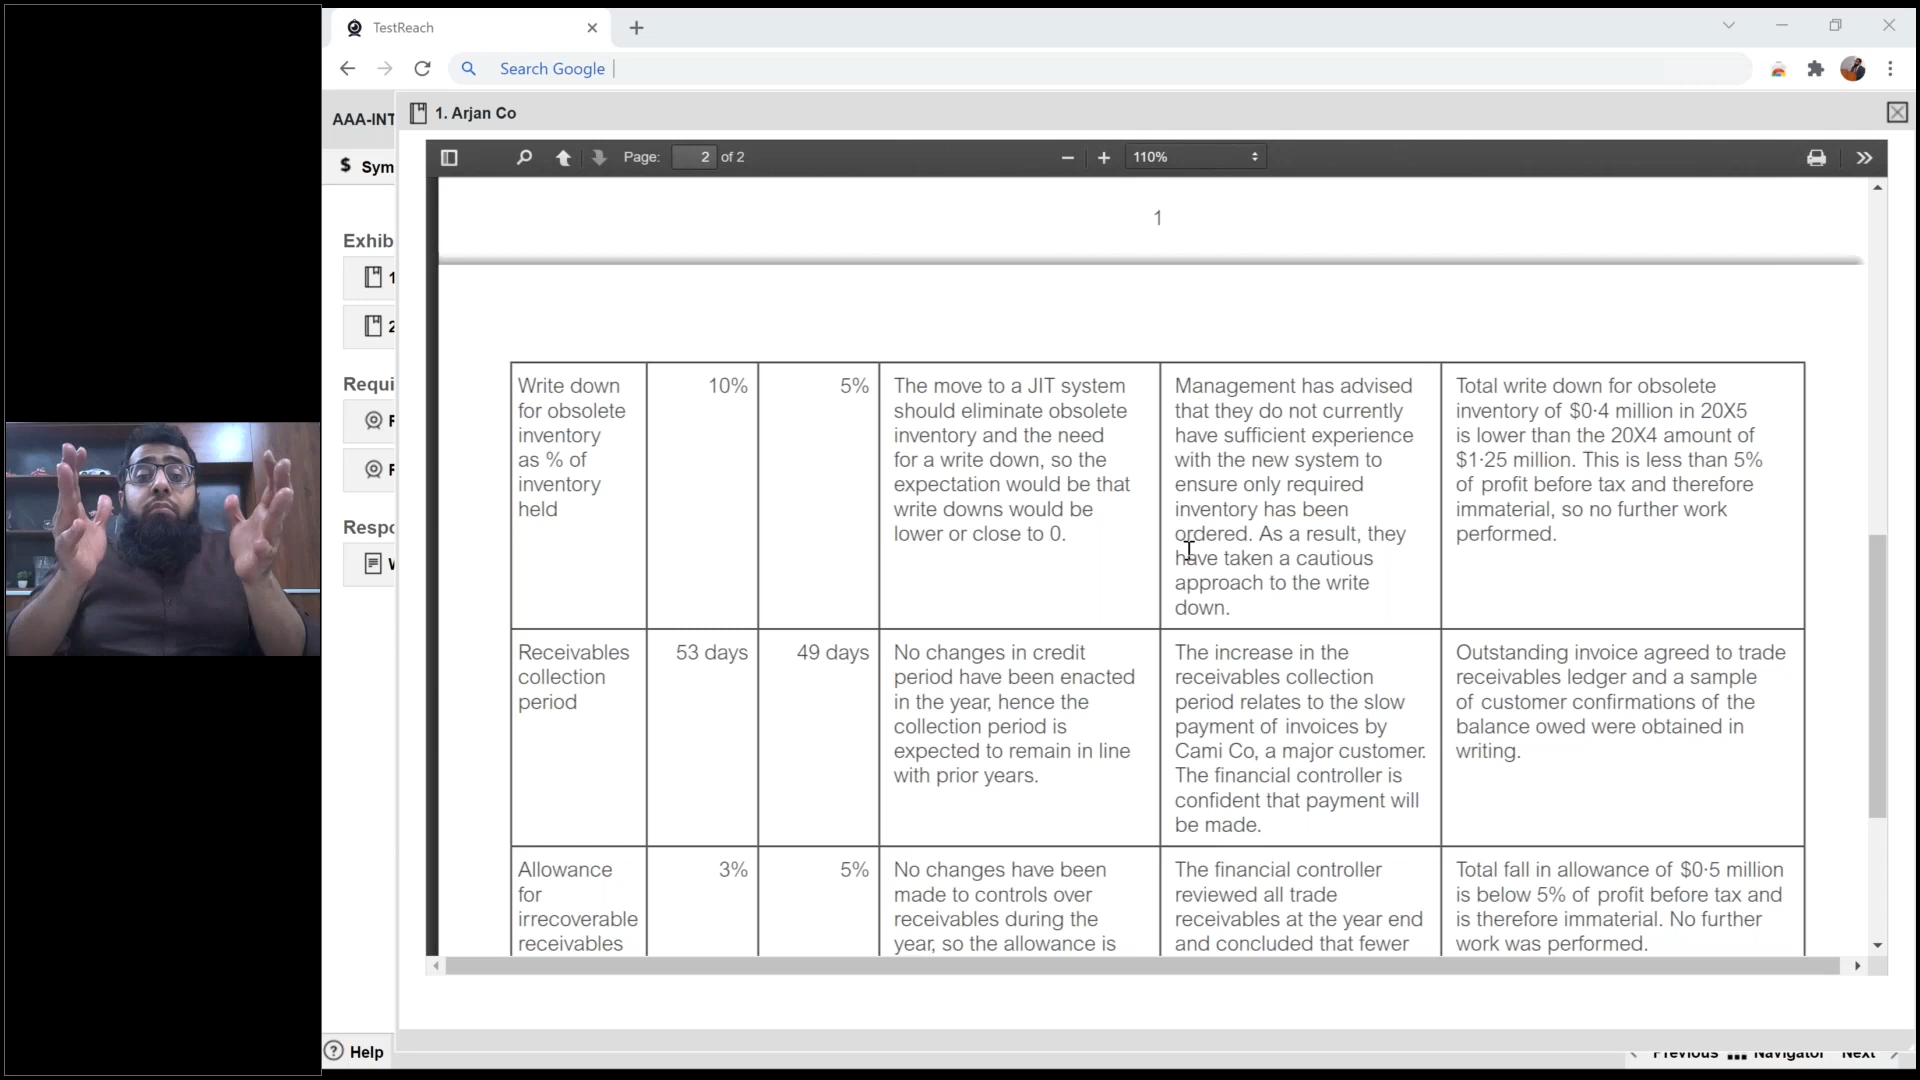 TestReach
Search Google
AAA-INT
1. Arjan Co
$ Sym
Page: 2 of 2
110%
Exhib
1
2
Requi
F
F
Respo
1
Write down
for obsolete
inventory
as % of
inventory
held
10%
5%
The move to a JIT system
should eliminate obsolete
inventory and the need
for a write down, so the
expectation would be that
write downs would be
lower or close to 0.
Management has advised
that they do not currently
have sufficient experience
with the new system to
ensure only required
inventory has been
ordered. As a result, they
have taken a cautious
approach to the write
down.
Total write down for obsolete
inventory of $0·4 million in 20X5
is lower than the 20X4 amount of
$1·25 million. This is less than 5%
of profit before tax and therefore
immaterial, so no further work
performed.
Receivables
collection
period
53 days
49 days
No changes in credit
period have been enacted
in the year, hence the
collection period is
expected to remain in line
with prior years.
The increase in the
receivables collection
period relates to the slow
payment of invoices by
Cami Co, a major customer.
The financial controller is
confident that payment will
be made.
Outstanding invoice agreed to trade
receivables ledger and a sample
of customer confirmations of the
balance owed were obtained in
writing.
Allowance
for
irrecoverable
receivables
3%
5%
No changes have been
made to controls over
receivables during the
year, so the allowance is
The financial controller
reviewed all trade
receivables at the year end
and concluded that fewer
Total fall in allowance of $0·5 million
is below 5% of profit before tax and
is therefore immaterial. No further
work was performed.
Help
Previous
Navigator
Next